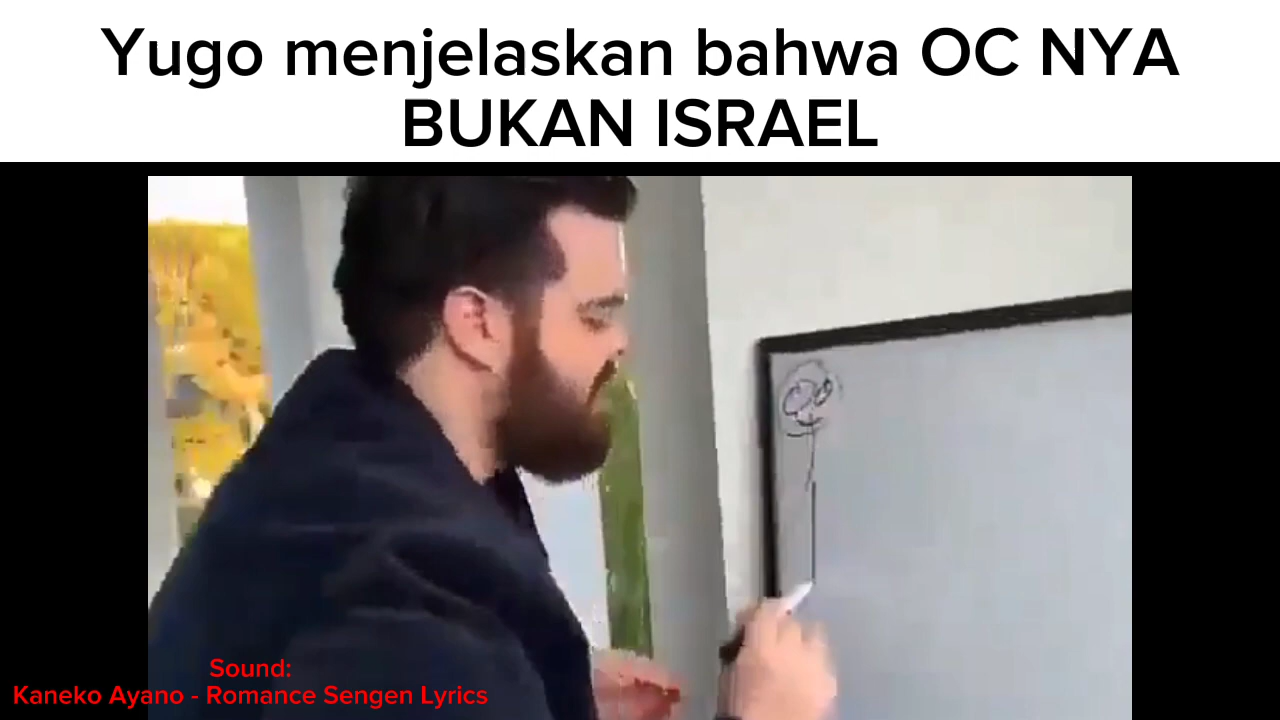 Yugo menjelaskan bahwa OC NYA
BUKAN ISRAEL
Sound:
Kaneko Ayano - Romance Sengen Lyrics